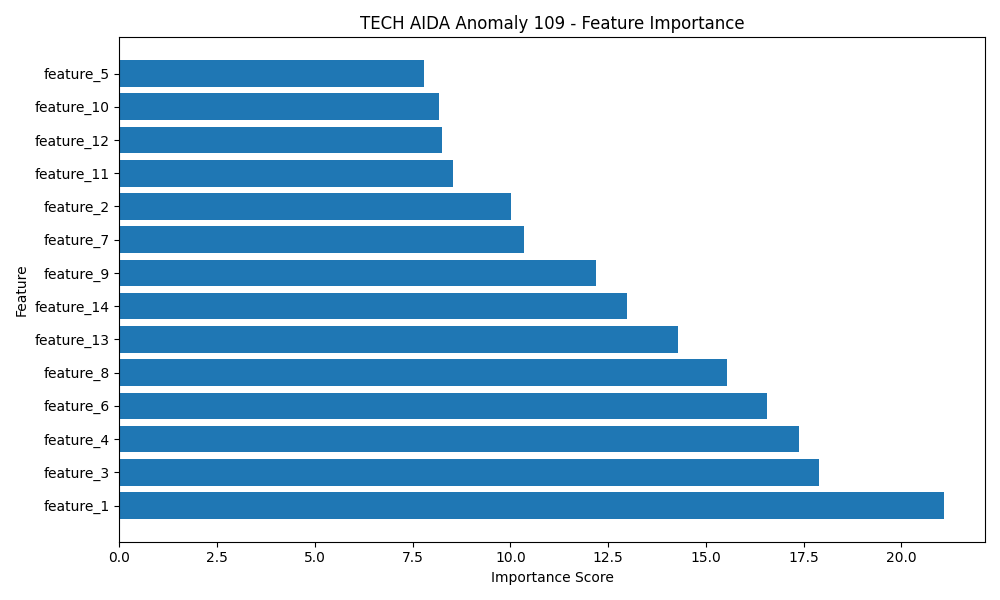 TECH AIDA Anomaly 109 - Feature Importance
feature_5
feature_10
feature_12
feature_11
feature_2
feature_7
feature_9
feature_14
feature_13
feature_8
feature_6
feature_4
feature_3
feature_1
Feature
0.0 2.5 5.0 7.5 10.0 12.5 15.0 17.5 20.0
Importance Score